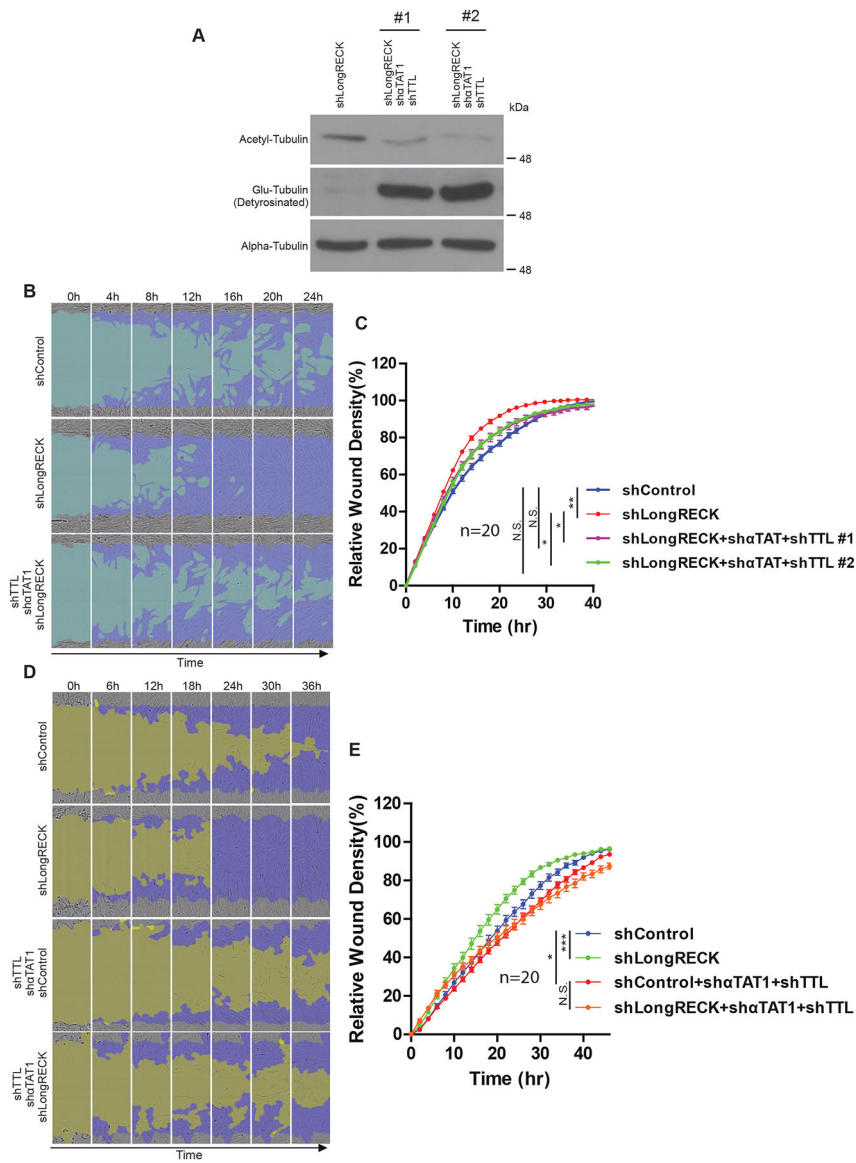 A
#1
#2
shLongRECK
shLongRECK
shαTAT1
shTTL
shLongRECK
shαTAT1
shTTL
kDa
Acetyl-Tubulin
48
Glu-Tubulin
(Detyrosinated)
48
Alpha-Tubulin
48
B
0h 4h 8h 12h 16h 20h 24h
shControl
shLongRECK
shTTL
shαTAT1
shLongRECK
Time
C
Relative Wound Density(%)
120
100
80
60
40
20
0
0 10 20 30 40
Time (hr)
n=20
N.S.
N.S.
*
*
**
shControl
shLongRECK
shLongRECK+shαTAT+shTTL #1
shLongRECK+shαTAT+shTTL #2
D
0h 6h 12h 18h 24h 30h 36h
shControl
shLongRECK
shTTL
shαTAT1
shControl
shTTL
shαTAT1
shLongRECK
Time
E
Relative Wound Density(%)
120
100
80
60
40
20
0
0 10 20 30 40
Time (hr)
n=20
*
***
N.S.
shControl
shLongRECK
shControl+shαTAT1+shTTL
shLongRECK+shαTAT1+shTTL